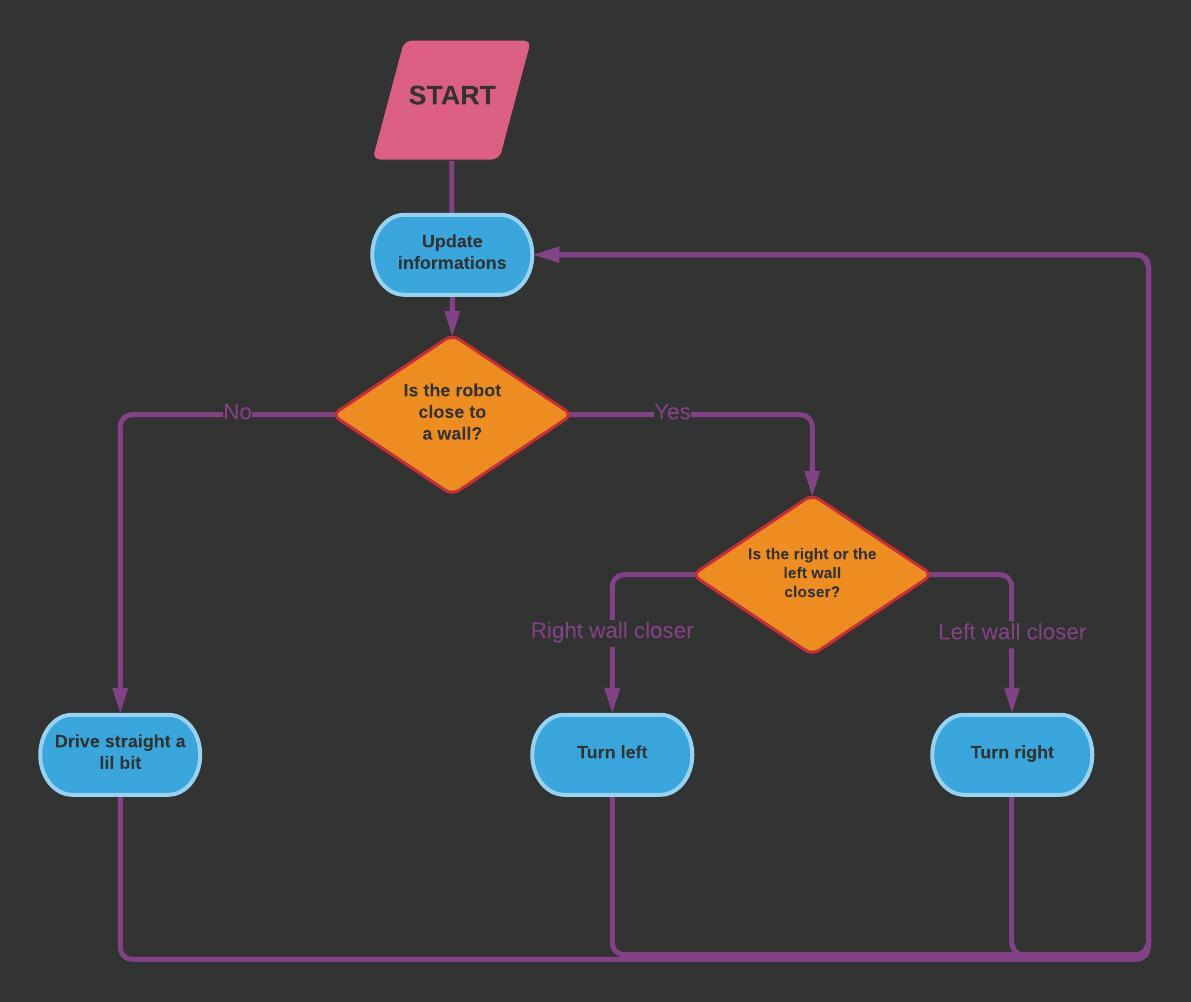 START
Update
informations
Is the robot
close to
a wall?
No
Yes
Is the right or the
left wall
closer?
Right wall closer
Left wall closer
Drive straight a
lil bit
Turn left
Turn right